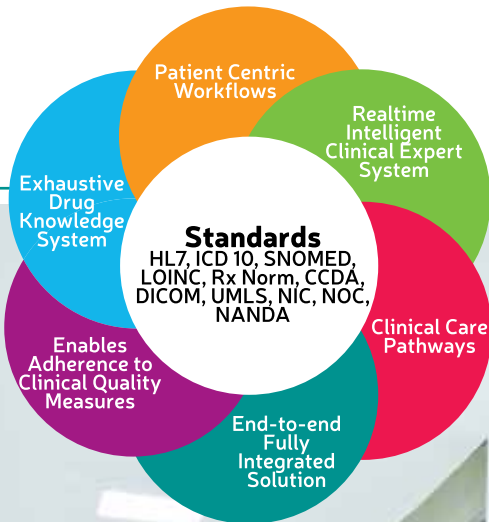 Patient Centric
Workflows
Realtime
Intelligent
Clinical Expert
System
Exhaustive
Drug
Knowledge
System
Standards
HL7, ICD 10, SNOMED,
LOINC, Rx Norm, CCDA,
DICOM, UMLS, NIC, NOC,
NANDA
Clinical Care
Pathways
Enables
Adherence to
Clinical Quality
Measures
End-to-end
Fully
Integrated
Solution